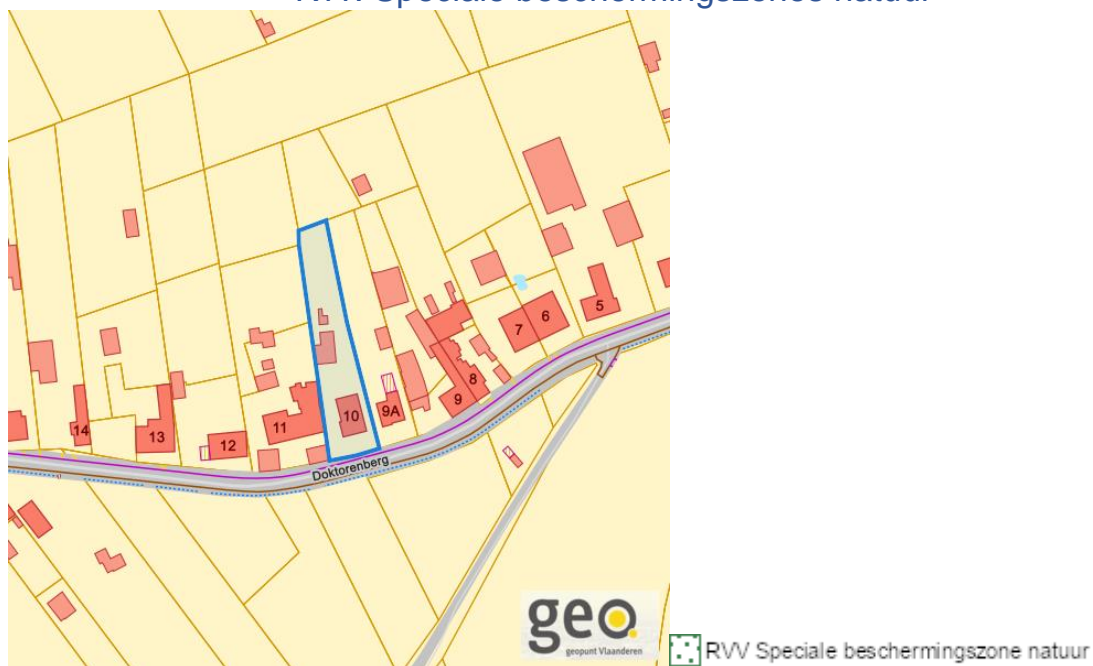 RVV Speciale beschermingszones natuur
5
6
7
8
9
9A
10
11
12
13
14
Doktorenberg
geo
geopunt Vlaanderen
RVV Speciale beschermingszone natuur